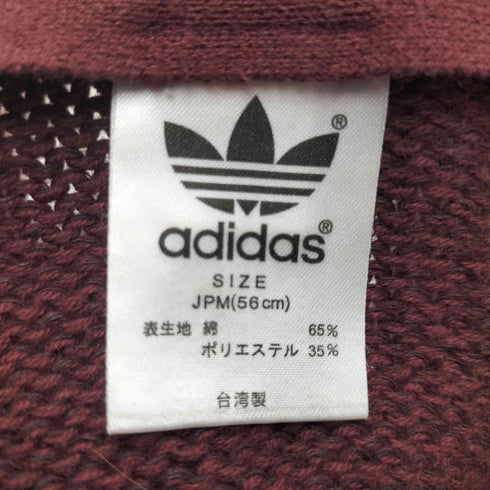 ®
adidas®
SIZE
JPM(56cm)
表生地 綿 65%
ポリエステル 35%
台湾製